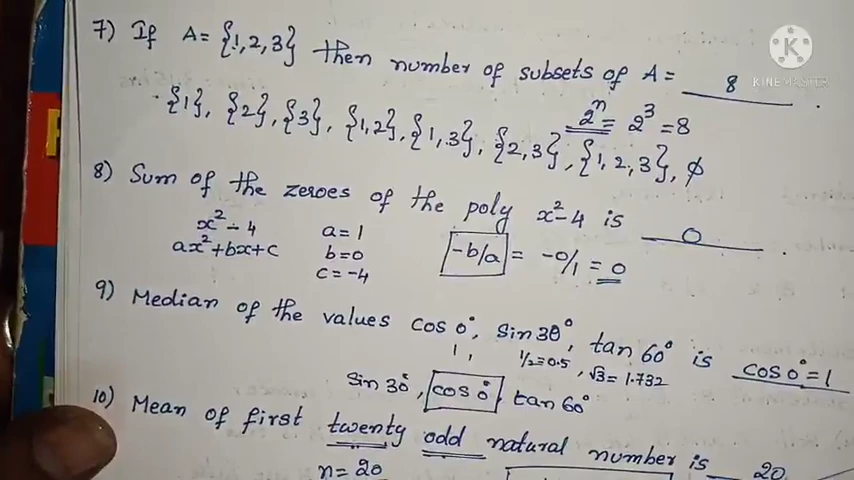 7) If A= {1,2,3} then number of subsets of A = 8 .
{1}, {2}, {3}, {1,2}, {1,3}, {2,3}, {1,2,3}, ϕ
2ⁿ = 2³ = 8
8) Sum of the zeroes of the poly x²-4 is 0 .
x²-4 a=1
ax²+bx+c b=0 -b/a = -0/1 = 0
c=-4
9) Median of the values cos 0°, sin 30°, tan 60° is cos 0°=1
1, 1/2=0.5, √3=1.732
sin 30°, cos 0°, tan 60°
10) Mean of first twenty odd natural number is 20
n=20
K
KINEMASTER